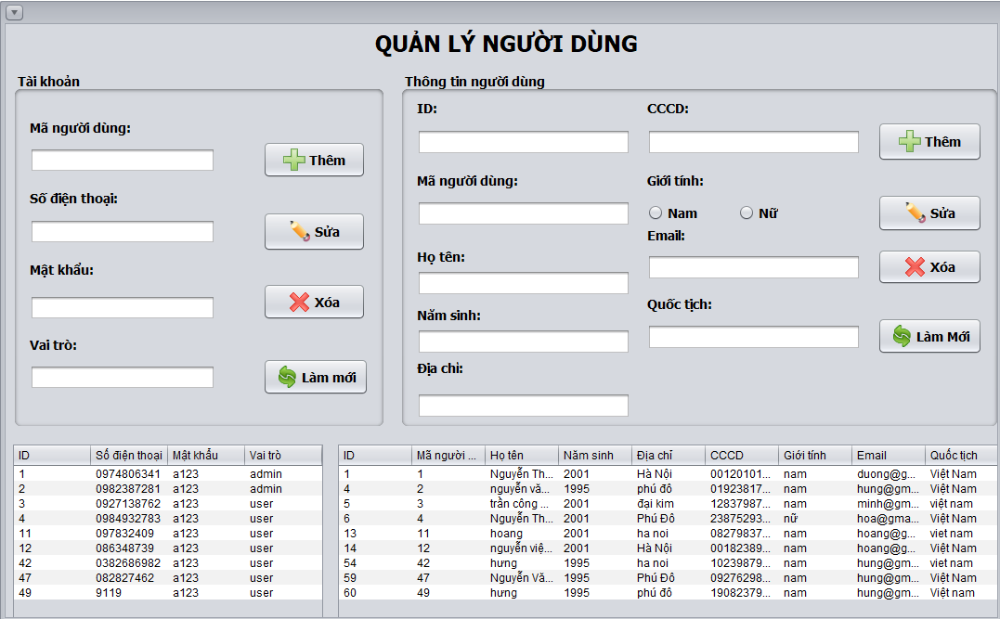 QUẢN LÝ NGƯỜI DÙNG
Tài khoản
Mã người dùng:
Thêm
Số điện thoại:
Sửa
Mật khẩu:
Xóa
Vai trò:
Làm mới
Thông tin người dùng
ID: CCCD:
Thêm
Mã người dùng: Giới tính:
Nam Nữ Sửa
Email:
Họ tên:
Xóa
Quốc tịch:
Năm sinh:
Làm Mới
Địa chỉ:
ID Số điện thoại Mật khẩu Vai trò
1 0974806341 a123 admin
2 0982387281 a123 admin
3 0927138762 a123 user
4 0984932783 a123 user
11 097832409 a123 user
12 086348739 a123 user
42 0382686982 a123 user
47 082827462 a123 user
49 9119 a123 user
ID Mã người ... Họ tên Năm sinh Địa chỉ CCCD Giới tính Email Quốc tịch
1 1 Nguyễn Th... 2001 Hà Nội 00120101... nam duong@g... Việt Nam
4 2 nguyễn vă... 1995 phú đô 01923817... nam hung@gm... Việt Nam
5 3 trần công ... 2001 đại kim 12837987... nam minh@gm... việt nam
6 4 Nguyễn Th... 2001 Phú Đô 23875293... nữ hoa@gma... Việt Nam
13 11 hoang 2001 ha noi 08279837... nam hoang@g... viet nam
14 12 nguyễn việ... 2001 Hà Nội 00182389... nam hoang@g... Việt Nam
54 42 hưng 1995 ha noi 10239879... nam hung@gm... viet nam
59 47 Nguyễn Vă... 1995 Phú Đô 09276298... nam hung@gm... Việt Nam
60 49 hưng 1995 phú đô 19082379... nam hung@gm... Việt nam